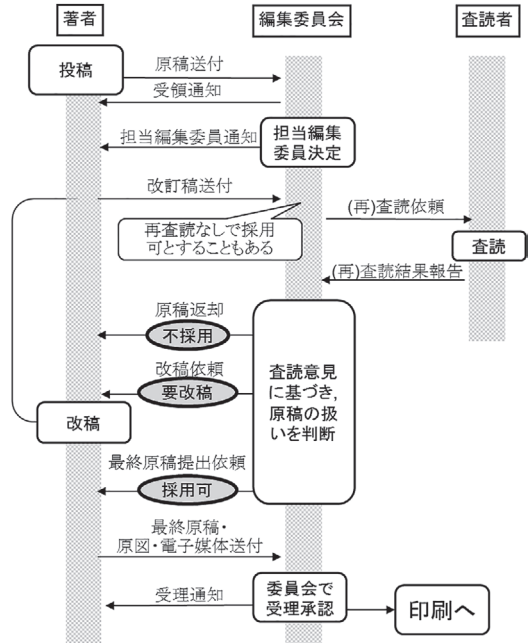 著者
編集委員会
査読者
投稿
原稿送付
受領通知
担当編集委員通知
担当編集
委員決定
改訂稿送付
再査読なしで採用
可とすることもある
(再)査読依頼
査読
(再)査読結果報告
原稿返却
不採用
改稿依頼
要改稿
改稿
査読意見
に基づき,
原稿の扱
いを判断
最終原稿提出依頼
採用可
最終原稿・
原図・電子媒体送付
受理通知
委員会で
受理承認
印刷へ